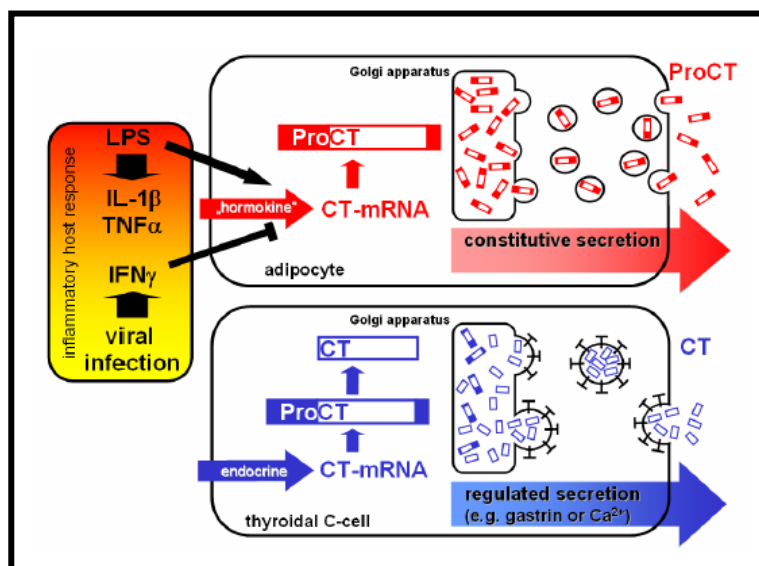 inflammatory host response
LPS
IL-1β
TNFα
IFNγ
viral
infection
Golgi apparatus
ProCT
ProCT
„hormokine“
CT-mRNA
constitutive secretion
adipocyte
Golgi apparatus
CT
CT
ProCT
endocrine
CT-mRNA
regulated secretion
(e.g. gastrin or Ca²⁺)
thyroidal C-cell